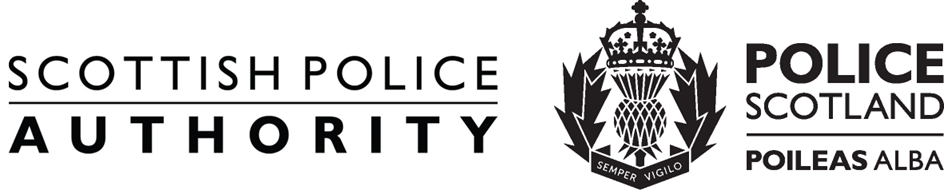 SCOTTISH POLICE
AUTHORITY
SEMPER VIGILO
POLICE
SCOTLAND
POILEAS ALBA